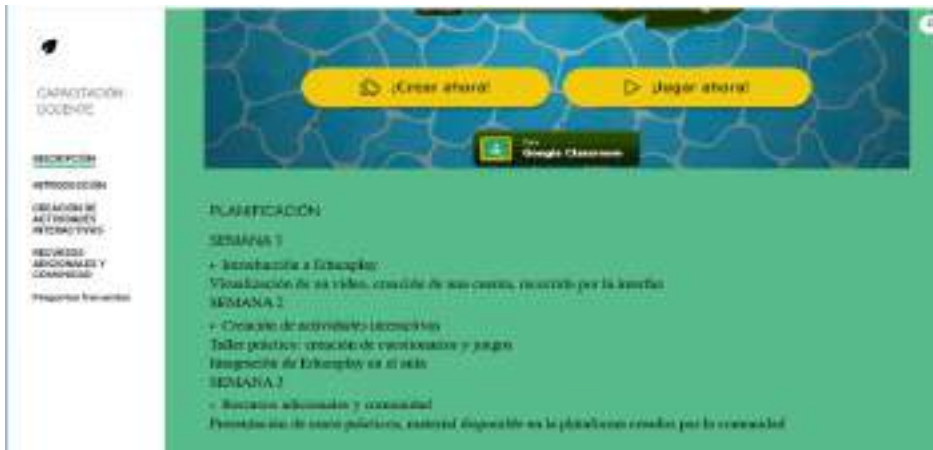 CAPACITACIÓN
DOCENTE
DESCRIPCIÓN
INTRODUCCIÓN
CREACIÓN DE
ACTIVIDADES
INTERACTIVAS
RECURSOS
ADICIONALES Y
COMUNIDAD
Preguntas frecuentes
¡Crear ahora!
¡Jugar ahora!
Google Classroom
PLANIFICACIÓN
SEMANA 1
• Introducción a Educaplay
Visualización de un video, creación de una cuenta, recorrido por la interfaz
SEMANA 2
• Creación de actividades interactivas
Taller práctico: creación de cuestionarios y juegos
Integración de Educaplay en el aula
SEMANA 3
• Recursos adicionales y comunidad
Presentación de casos prácticos, material disponible en la plataforma creados por la comunidad